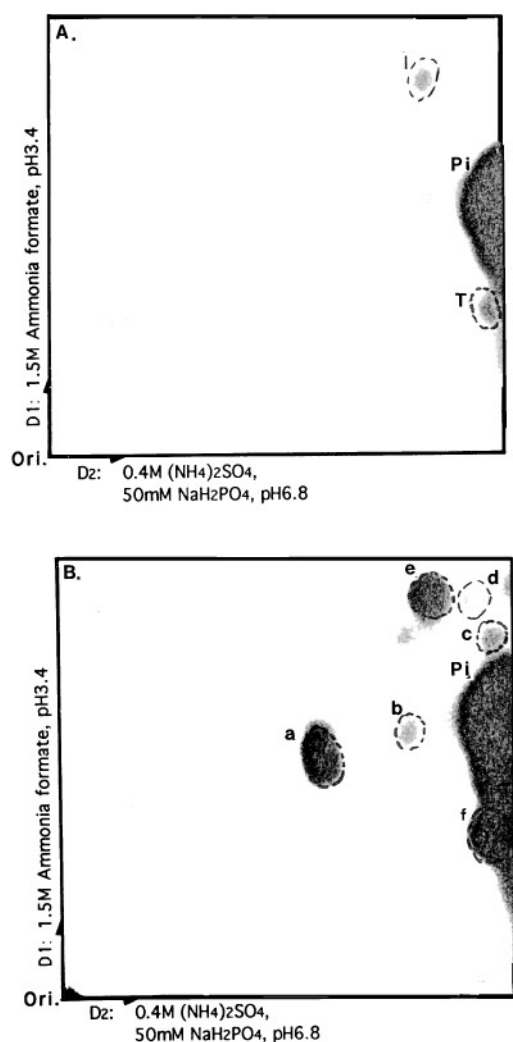 A.
I
Pi
T
D1: 1.5M Ammonia formate, pH3.4
Ori.
D2: 0.4M (NH4)2SO4,
50mM NaH2PO4, pH6.8
B.
e
d
c
Pi
b
a
f
D1: 1.5M Ammonia formate, pH3.4
Ori.
D2: 0.4M (NH4)2SO4,
50mM NaH2PO4, pH6.8